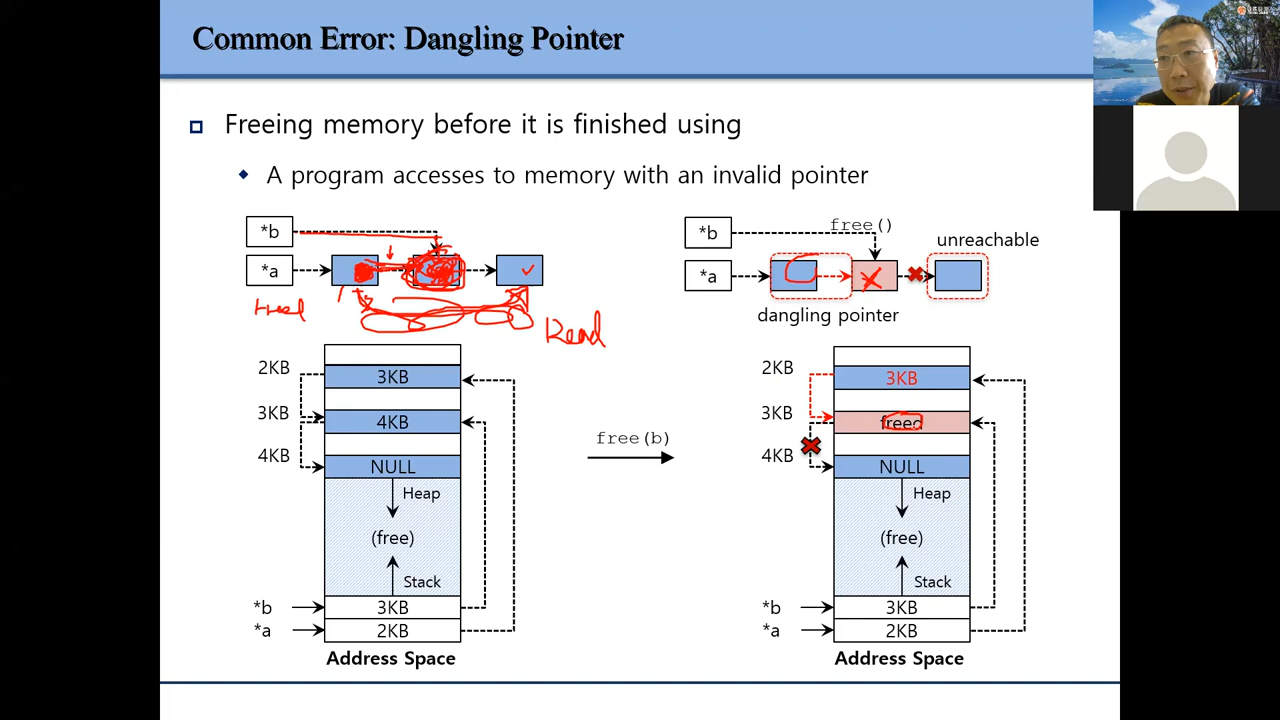 Common Error: Dangling Pointer
Freeing memory before it is finished using
A program accesses to memory with an invalid pointer
*b
*a
Read
2KB
3KB
4KB
3KB
4KB
NULL
Heap
(free)
Stack
*b
3KB
*a
2KB
Address Space
free(b)
*b
free()
unreachable
*a
dangling pointer
2KB
3KB
4KB
3KB
freed
NULL
Heap
(free)
Stack
*b
3KB
*a
2KB
Address Space